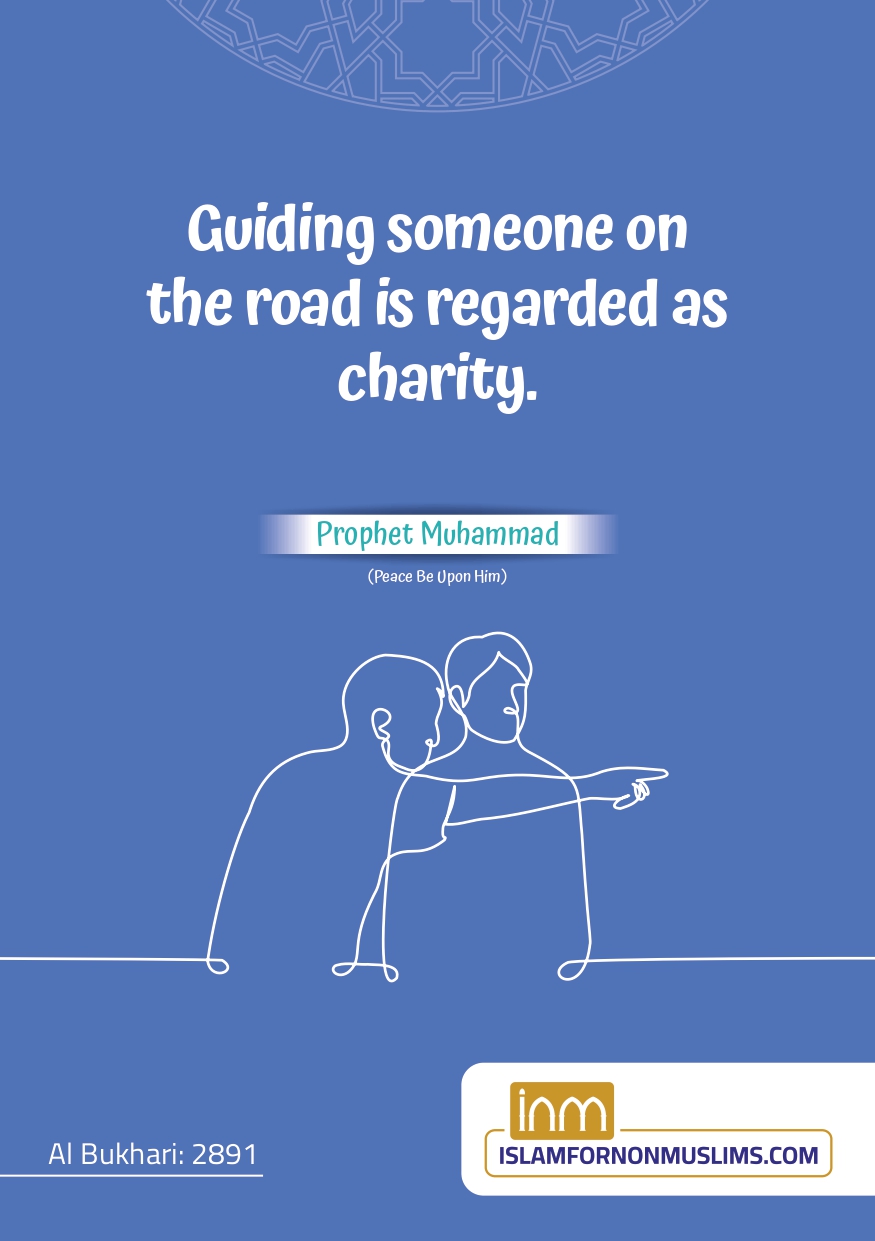 Guiding someone on
the road is regarded as
charity.
Prophet Muhammad
(Peace Be Upon Him)
Al Bukhari: 2891
inm
ISLAMFORNONMUSLIMS.COM